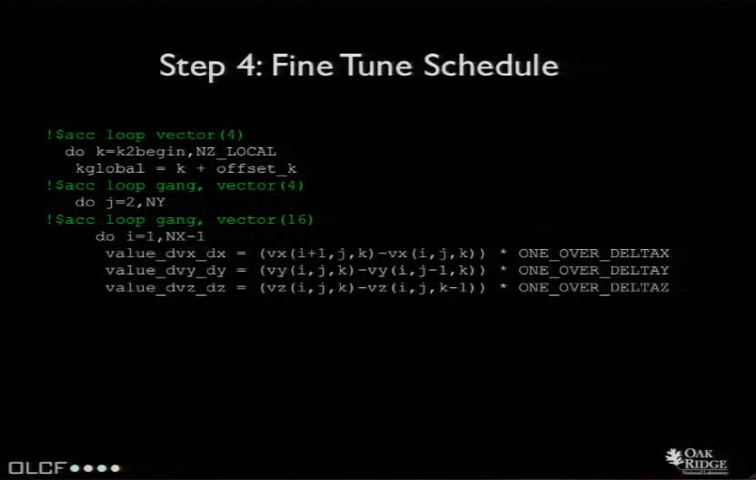 Step 4: Fine Tune Schedule
!$acc loop vector(4)
do k=k2begin,NZ_LOCAL
kglobal = k + offset_k
!$acc loop gang, vector(4)
do j=2,NY
!$acc loop gang, vector(16)
do i=1,NX-1
value_dvx_dx = (vx(i+1,j,k)-vx(i,j,k)) * ONE_OVER_DELTAX
value_dvy_dy = (vy(i,j,k)-vy(i,j-1,k)) * ONE_OVER_DELTAY
value_dvz_dz = (vz(i,j,k)-vz(i,j,k-1)) * ONE_OVER_DELTAZ
OLCF
OAK
RIDGE
National Laboratory